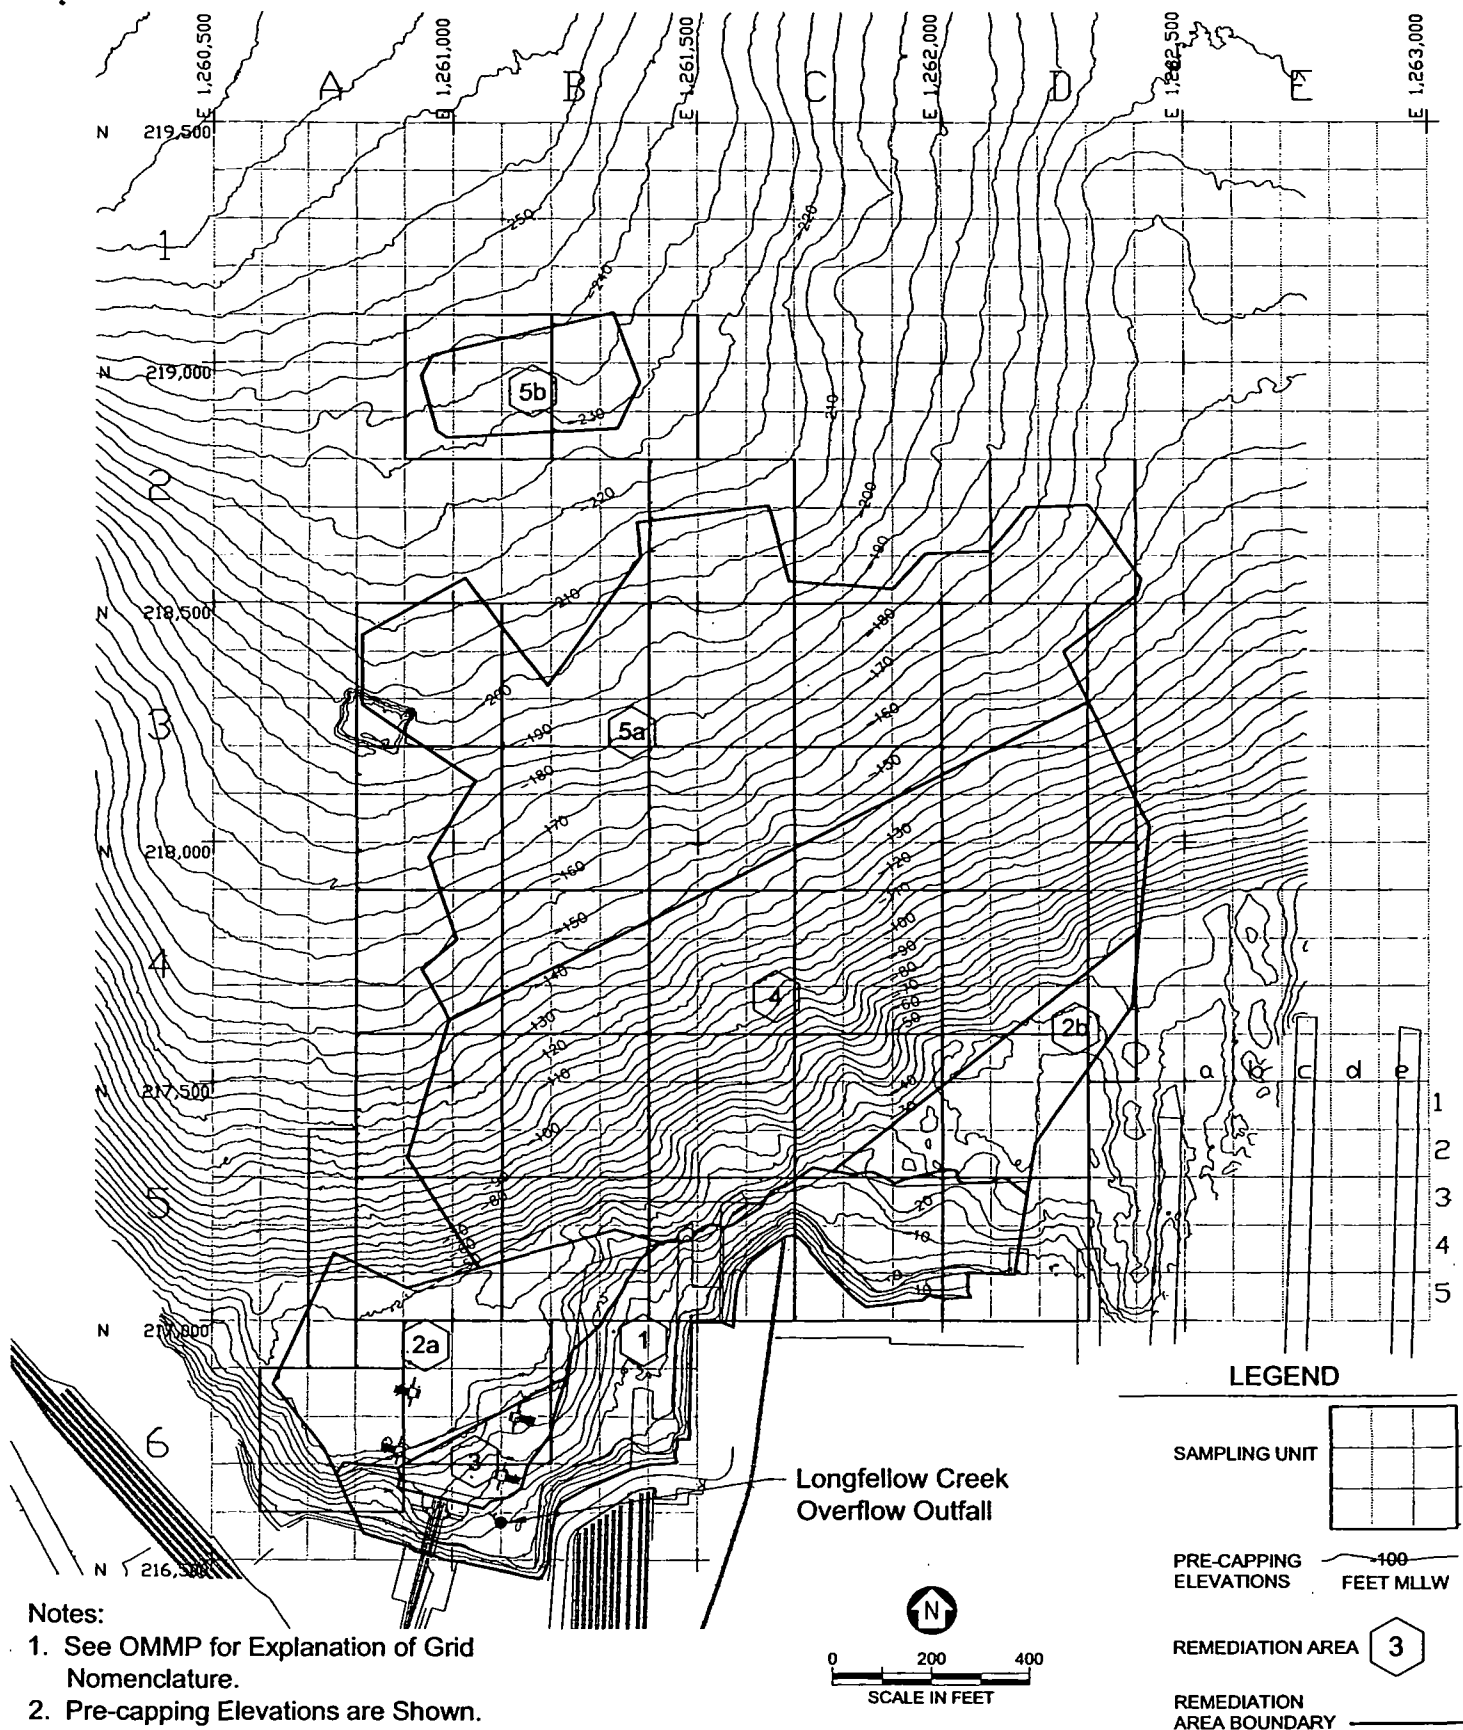 E 1,260,500
E 1,261,000
E 1,261,500
E 1,262,000
E 1,262,500
E 1,263,000
A
B
C
D
E
N 219,500
1
-250
-240
-220
N 219,000
5b
-230
210
2
-220
-200
-190
210
N 218,500
-180
-170
-200
-160
3
-190
5a
-150
-180
-170
-130
N 218,000
-120
-160
-110
-150
-100
-90
4
-140
-80
-70
4
-60
-130
-50
2b
-120
a b c d e
N 217,500
-110
-40
1
-100
2
-90
-80
3
5
-20
-10
4
10
5
N 217,000
2a
1
6
3
Longfellow Creek
Overflow Outfall
N 216,500
LEGEND
SAMPLING UNIT
PRE-CAPPING
ELEVATIONS
-100
FEET MLLW
REMEDIATION AREA 3
REMEDIATION
AREA BOUNDARY
N
0 200 400
SCALE IN FEET
Notes:
1. See OMMP for Explanation of Grid
Nomenclature.
2. Pre-capping Elevations are Shown.